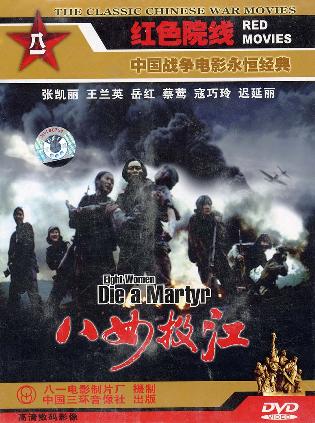 THE CLASSIC CHINESE WAR MOVIES
八一
红色院线
RED
MOVIES
中国战争电影永恒经典
张凯丽 王兰英 岳红 蔡莺 寇巧玲 迟延丽
Eight Women
Die a Martyr
八女投江
八一电影制片厂 摄制
中国三环音像社 出版
高清数码影像
DVD
VIDEO